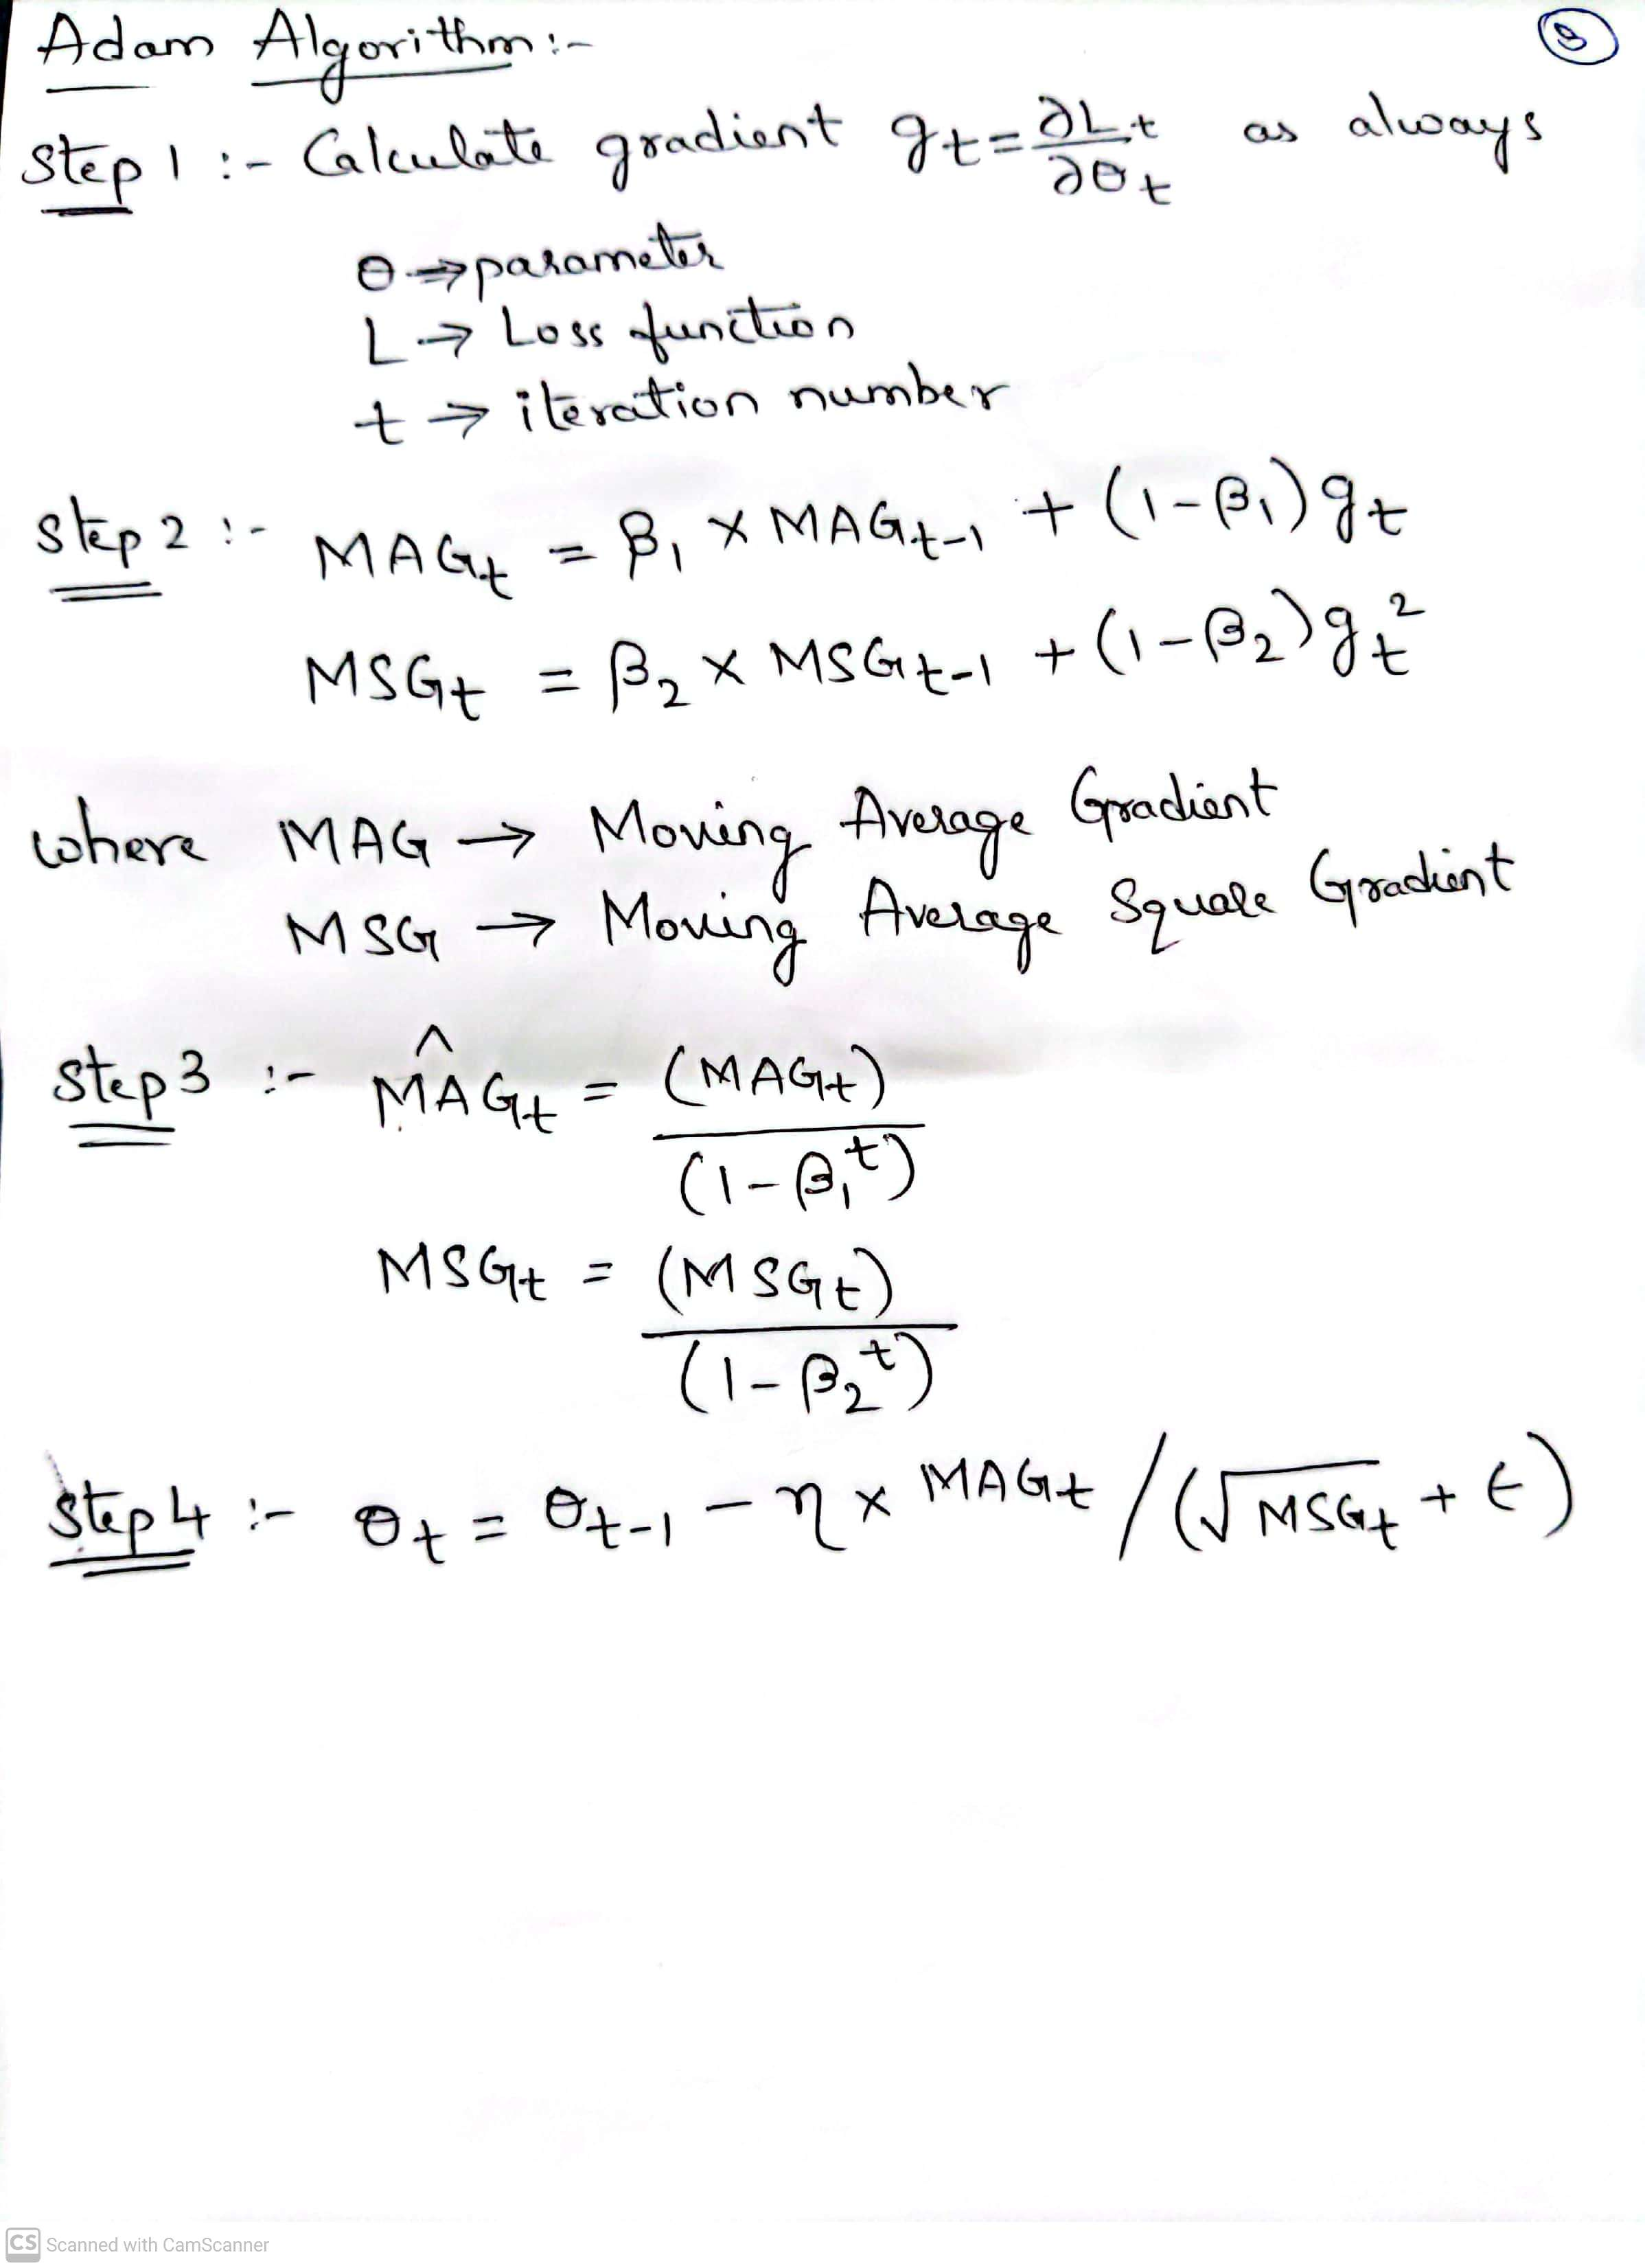 Adam Algorithm :-
9
Step 1 :- Calculate gradient gt = ∂Lt/∂θt as always
θ → parameter
L → Loss function
t → iteration number
Step 2 :- MAGt = β1 × MAGt-1 + (1-β1) gt
MSGt = β2 × MSGt-1 + (1-β2) gt²
where MAG → Moving Average Gradient
MSG → Moving Average Square Gradient
Step 3 :- M̂AGt = (MAGt)
(1-β1^t)
MSGt = (MSGt)
(1-β2^t)
Step 4 :- θt = θt-1 - η × MAGt / (√MSGt + ϵ)
CS Scanned with CamScanner